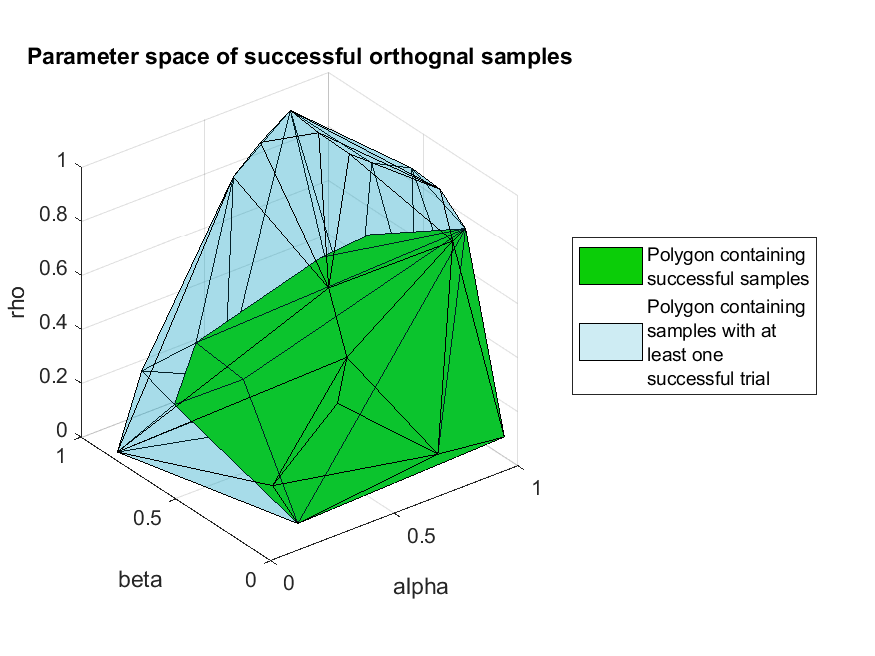 Parameter space of successful orthognal samples
1
0.8
0.6
0.4
0.2
0
rho
1
0.5
0
beta
0
0.5
1
alpha
Polygon containing
successful samples
Polygon containing
samples with at
least one
successful trial